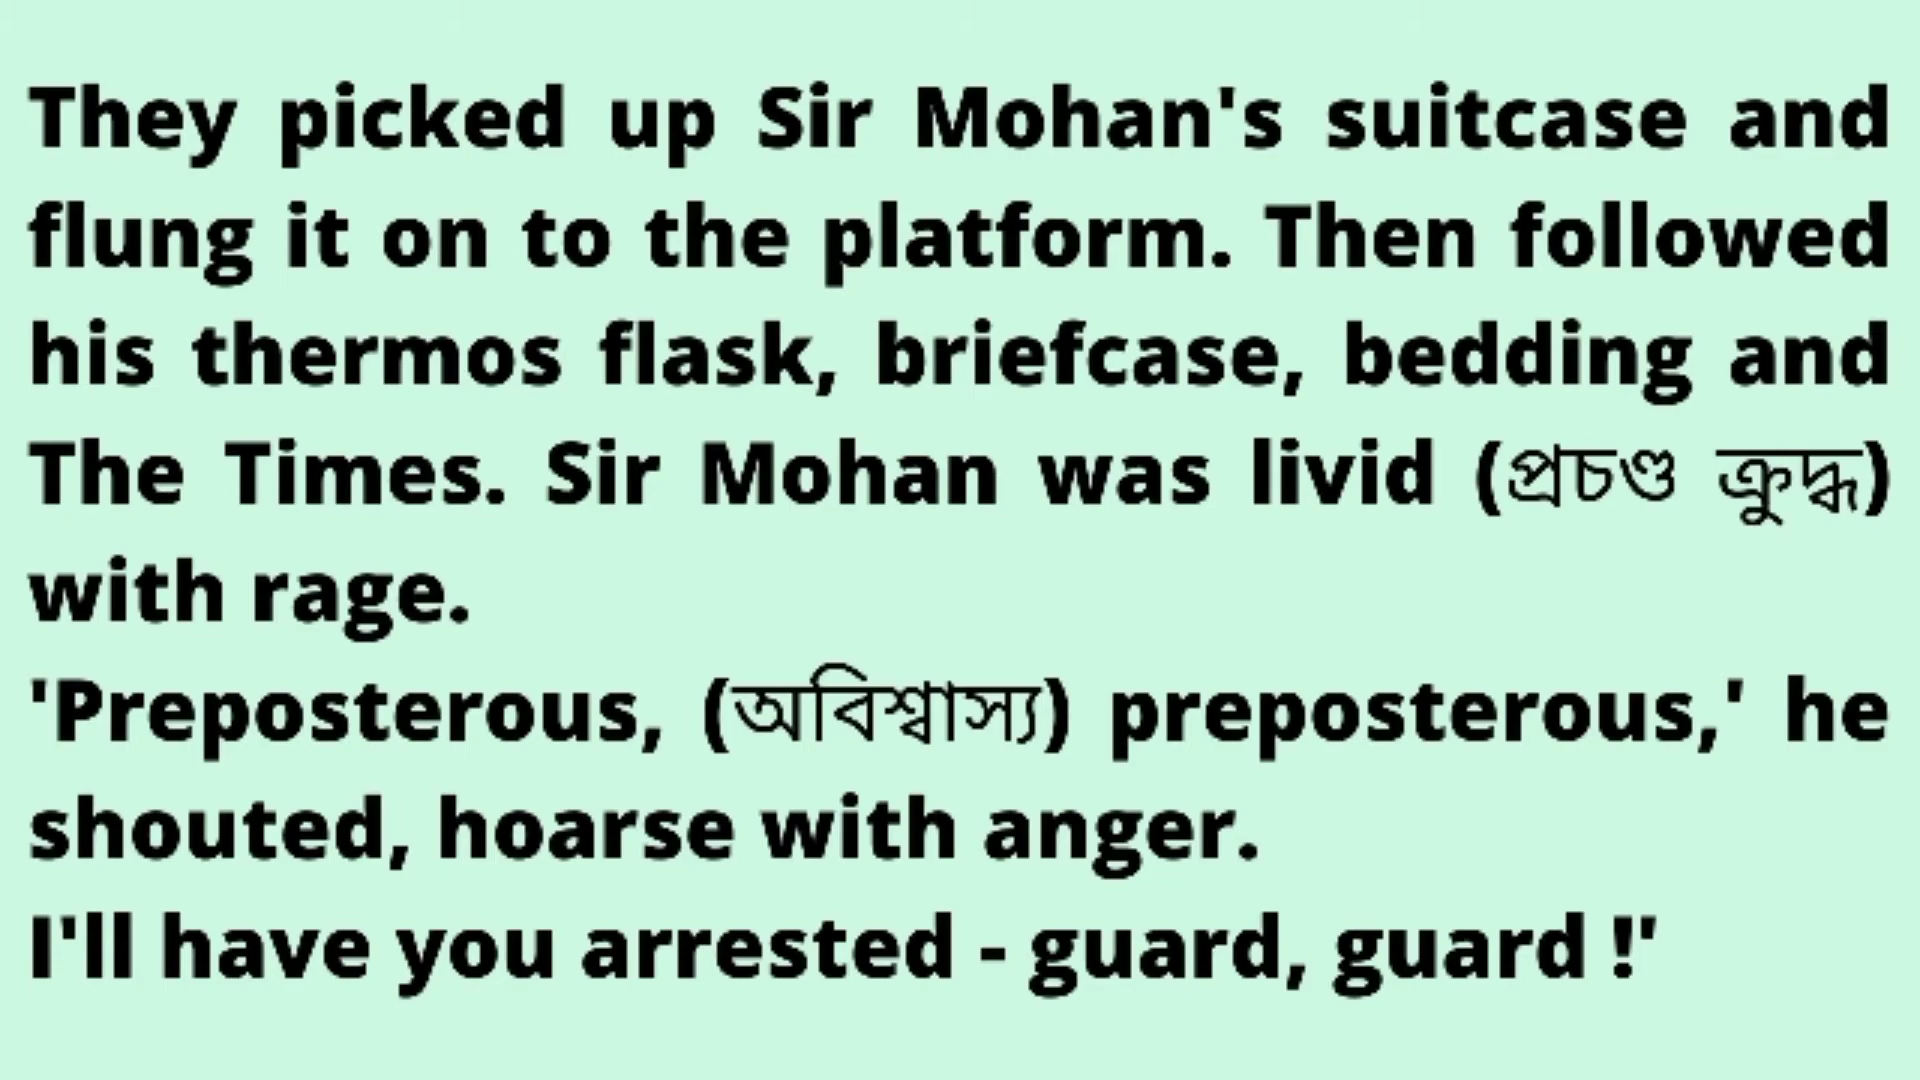 They picked up Sir Mohan's suitcase and
flung it on to the platform. Then followed
his thermos flask, briefcase, bedding and
The Times. Sir Mohan was livid (প্রচণ্ড ক্রুদ্ধ)
with rage.
'Preposterous, (অবিশ্বাস্য) preposterous,' he
shouted, hoarse with anger.
I'll have you arrested - guard, guard !'